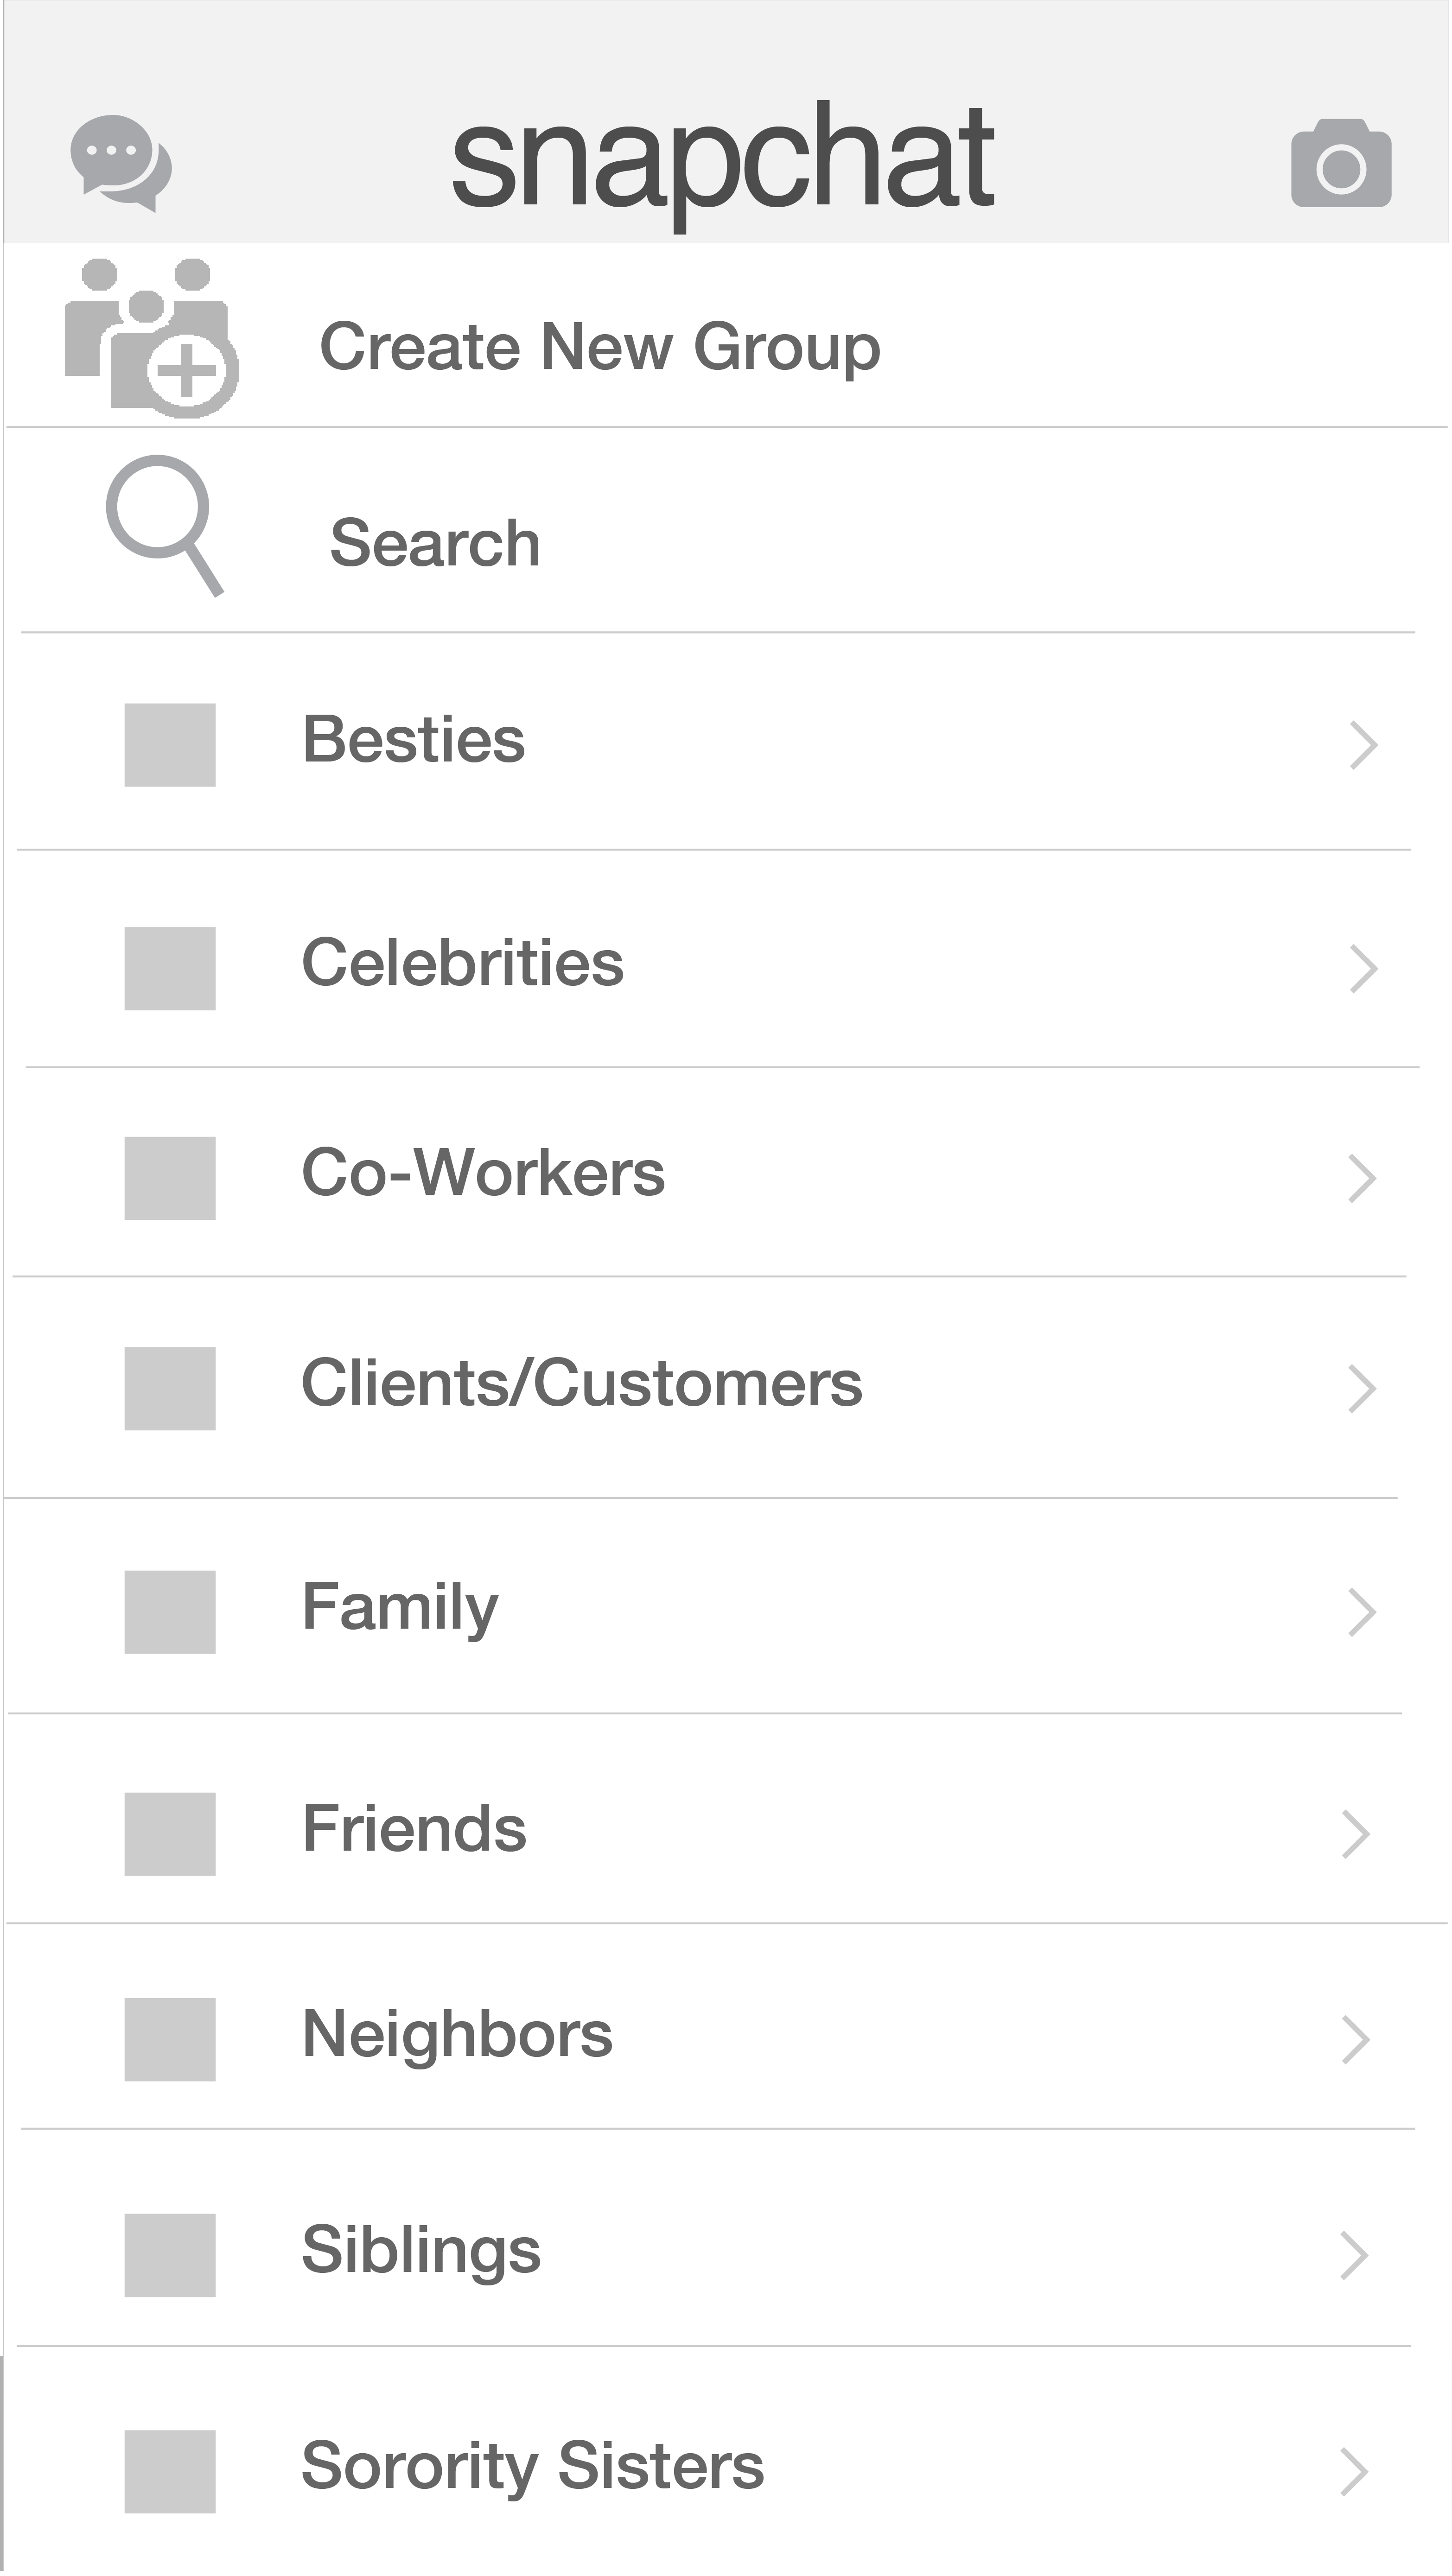 snapchat
Create New Group
Search
Besties
Celebrities
Co-Workers
Clients/Customers
Family
Friends
Neighbors
Siblings
Sorority Sisters